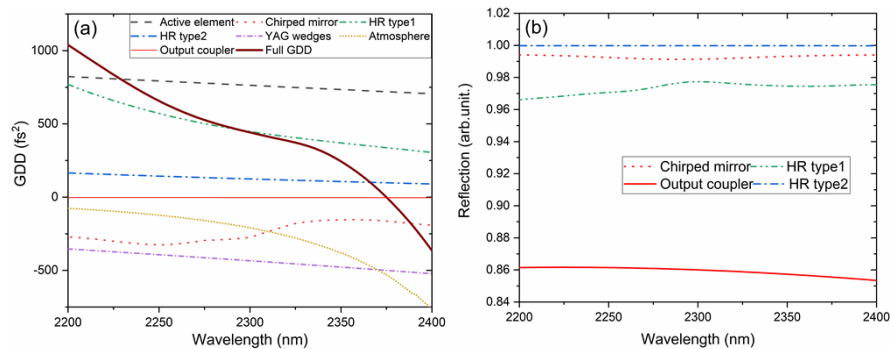 (a)
Active element Chirped mirror HR type1
HR type2 YAG wedges Atmosphere
Output coupler Full GDD
1000
500
0
-500
GDD (fs²)
2200 2250 2300 2350 2400
Wavelength (nm)
(b)
1.02
1.00
0.98
0.96
0.94
0.92
0.90
0.88
0.86
0.84
Reflection (arb.unit.)
Chirped mirror HR type1
Output coupler HR type2
2200 2250 2300 2350 2400
Wavelength (nm)